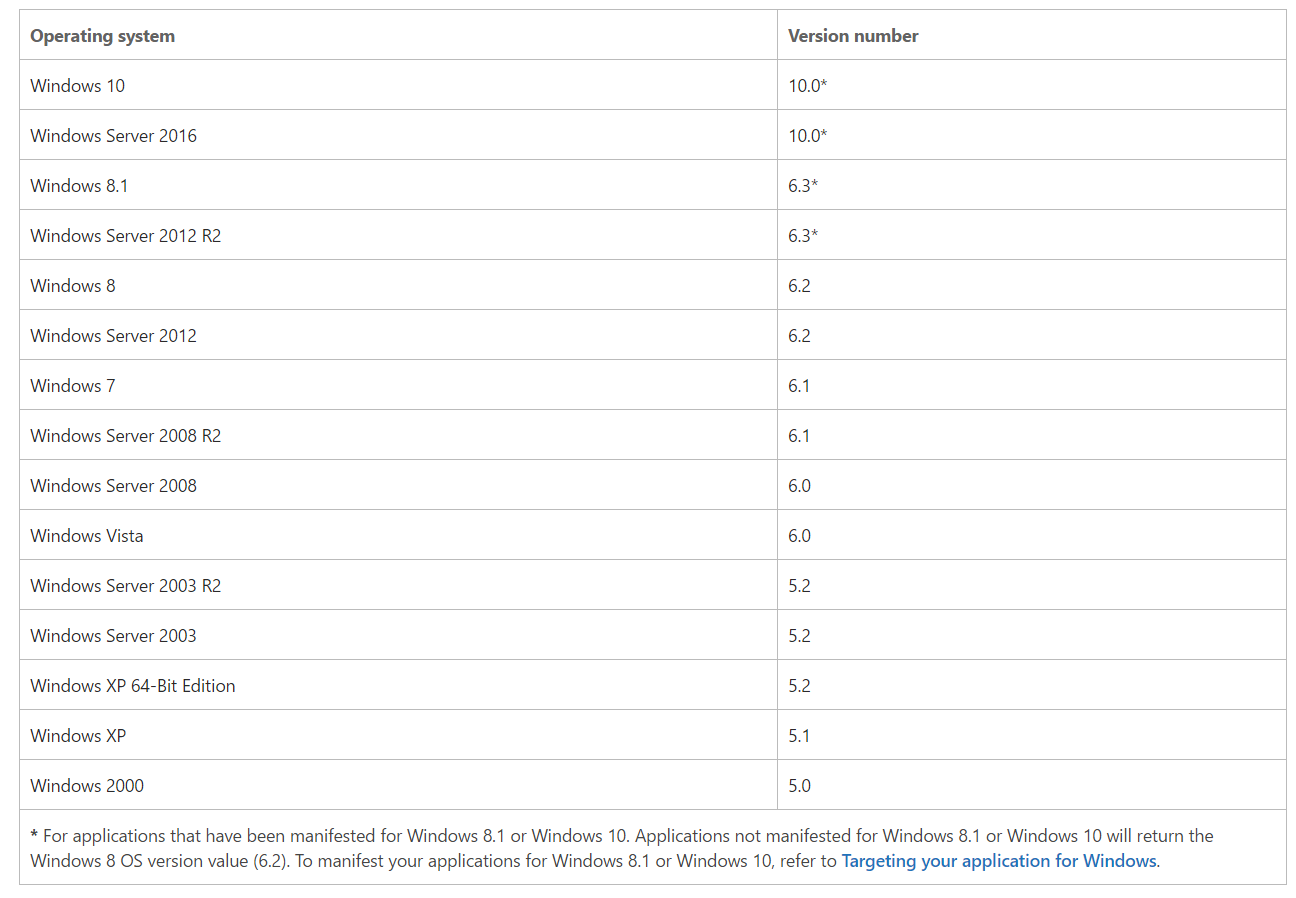 Operating system Version number
Windows 10 10.0*
Windows Server 2016 10.0*
Windows 8.1 6.3*
Windows Server 2012 R2 6.3*
Windows 8 6.2
Windows Server 2012 6.2
Windows 7 6.1
Windows Server 2008 R2 6.1
Windows Server 2008 6.0
Windows Vista 6.0
Windows Server 2003 R2 5.2
Windows Server 2003 5.2
Windows XP 64-Bit Edition 5.2
Windows XP 5.1
Windows 2000 5.0
* For applications that have been manifested for Windows 8.1 or Windows 10. Applications not manifested for Windows 8.1 or Windows 10 will return the
Windows 8 OS version value (6.2). To manifest your applications for Windows 8.1 or Windows 10, refer to Targeting your application for Windows.